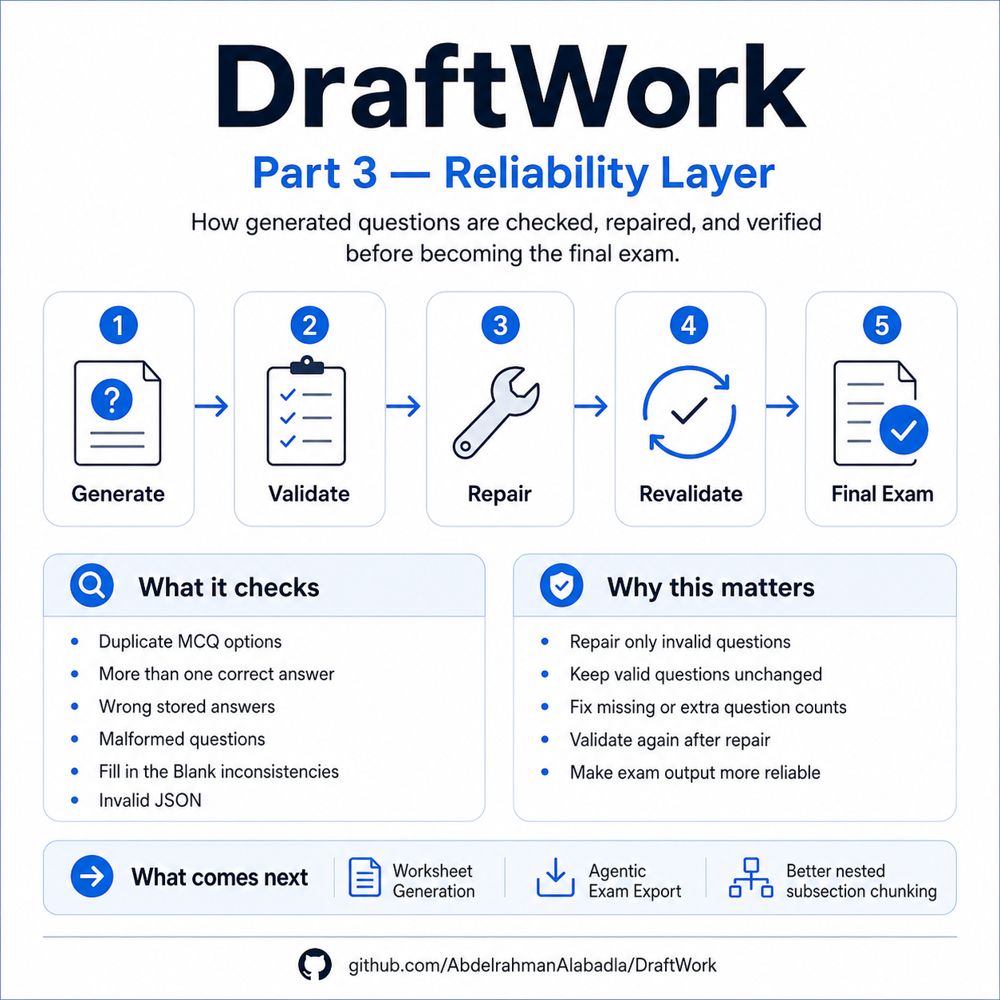 DraftWork
Part 3 — Reliability Layer
How generated questions are checked, repaired, and verified
before becoming the final exam.
1
Generate
2
Validate
3
Repair
4
Revalidate
5
Final Exam
What it checks
• Duplicate MCQ options
• More than one correct answer
• Wrong stored answers
• Malformed questions
• Fill in the Blank inconsistencies
• Invalid JSON
Why this matters
• Repair only invalid questions
• Keep valid questions unchanged
• Fix missing or extra question counts
• Validate again after repair
• Make exam output more reliable
What comes next
Worksheet
Generation
Agentic
Exam Export
Better nested
subsection chunking
github.com/AbdelrahmanAlabadla/DraftWork